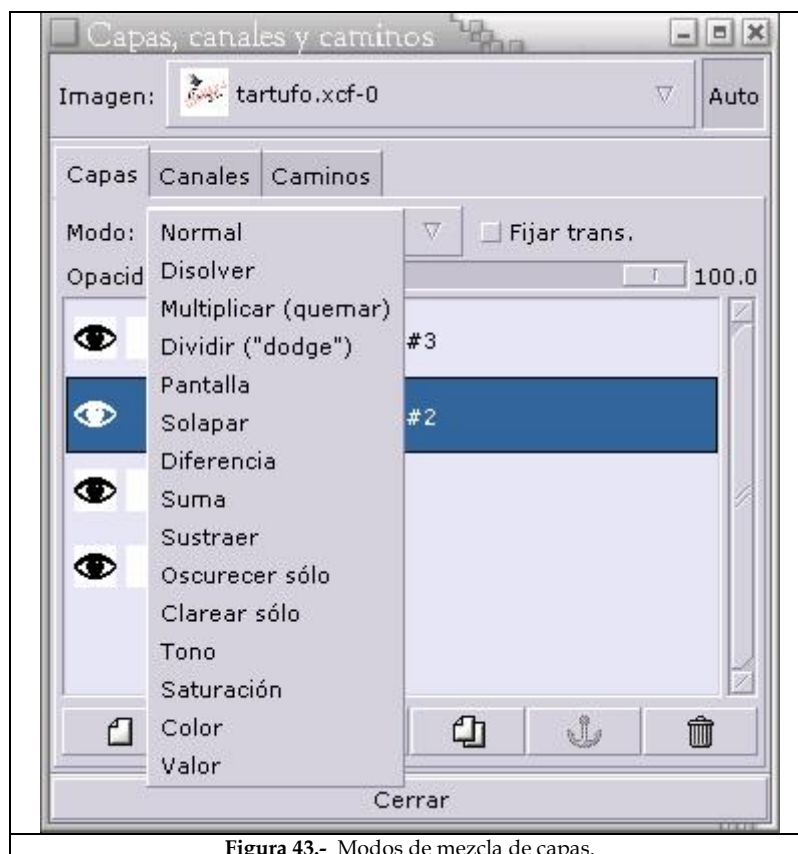 Capas, canales y caminos
Imagen: tartufo.xcf-0 Auto
Capas Canales Caminos
Modo: Fijar trans.
Opacid 100.0
Normal
Disolver
Multiplicar (quemar)
Dividir ("dodge")
Pantalla
Solapar
Diferencia
Suma
Sustraer
Oscurecer sólo
Clarear sólo
Tono
Saturación
Color
Valor
#3
#2
Cerrar
Figura 43.- Modos de mezcla de capas.